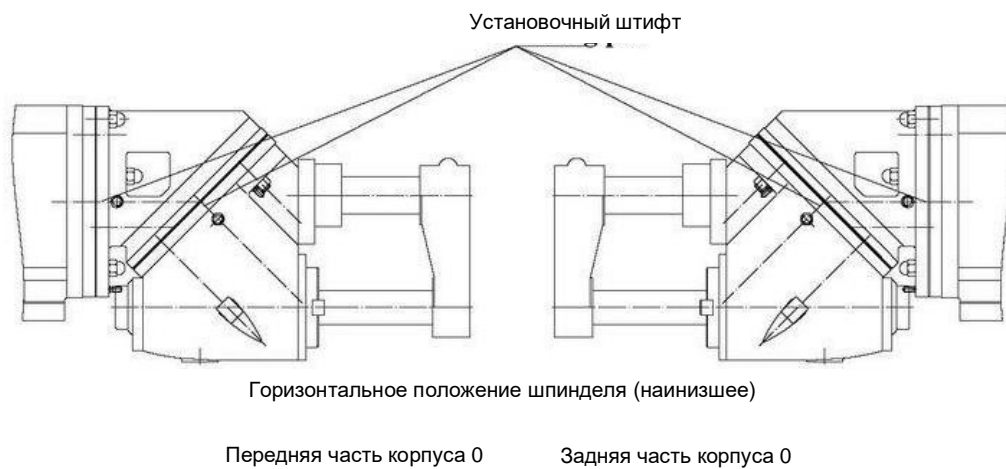 Установочный штифт
Горизонтальное положение шпинделя (наинизшее)
Передняя часть корпуса 0 Задняя часть корпуса 0